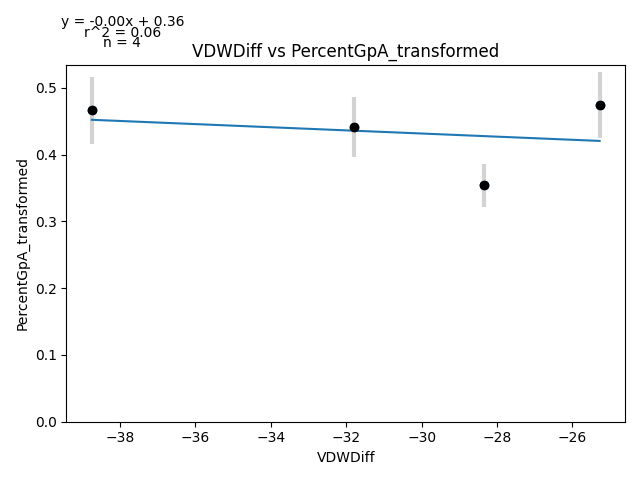 y = -0.00x + 0.36
r^2 = 0.06
n = 4
VDWDiff vs PercentGpA_transformed
PercentGpA_transformed
0.5
0.4
0.3
0.2
0.1
0.0
−38
−36
−34
−32
−30
−28
−26
VDWDiff